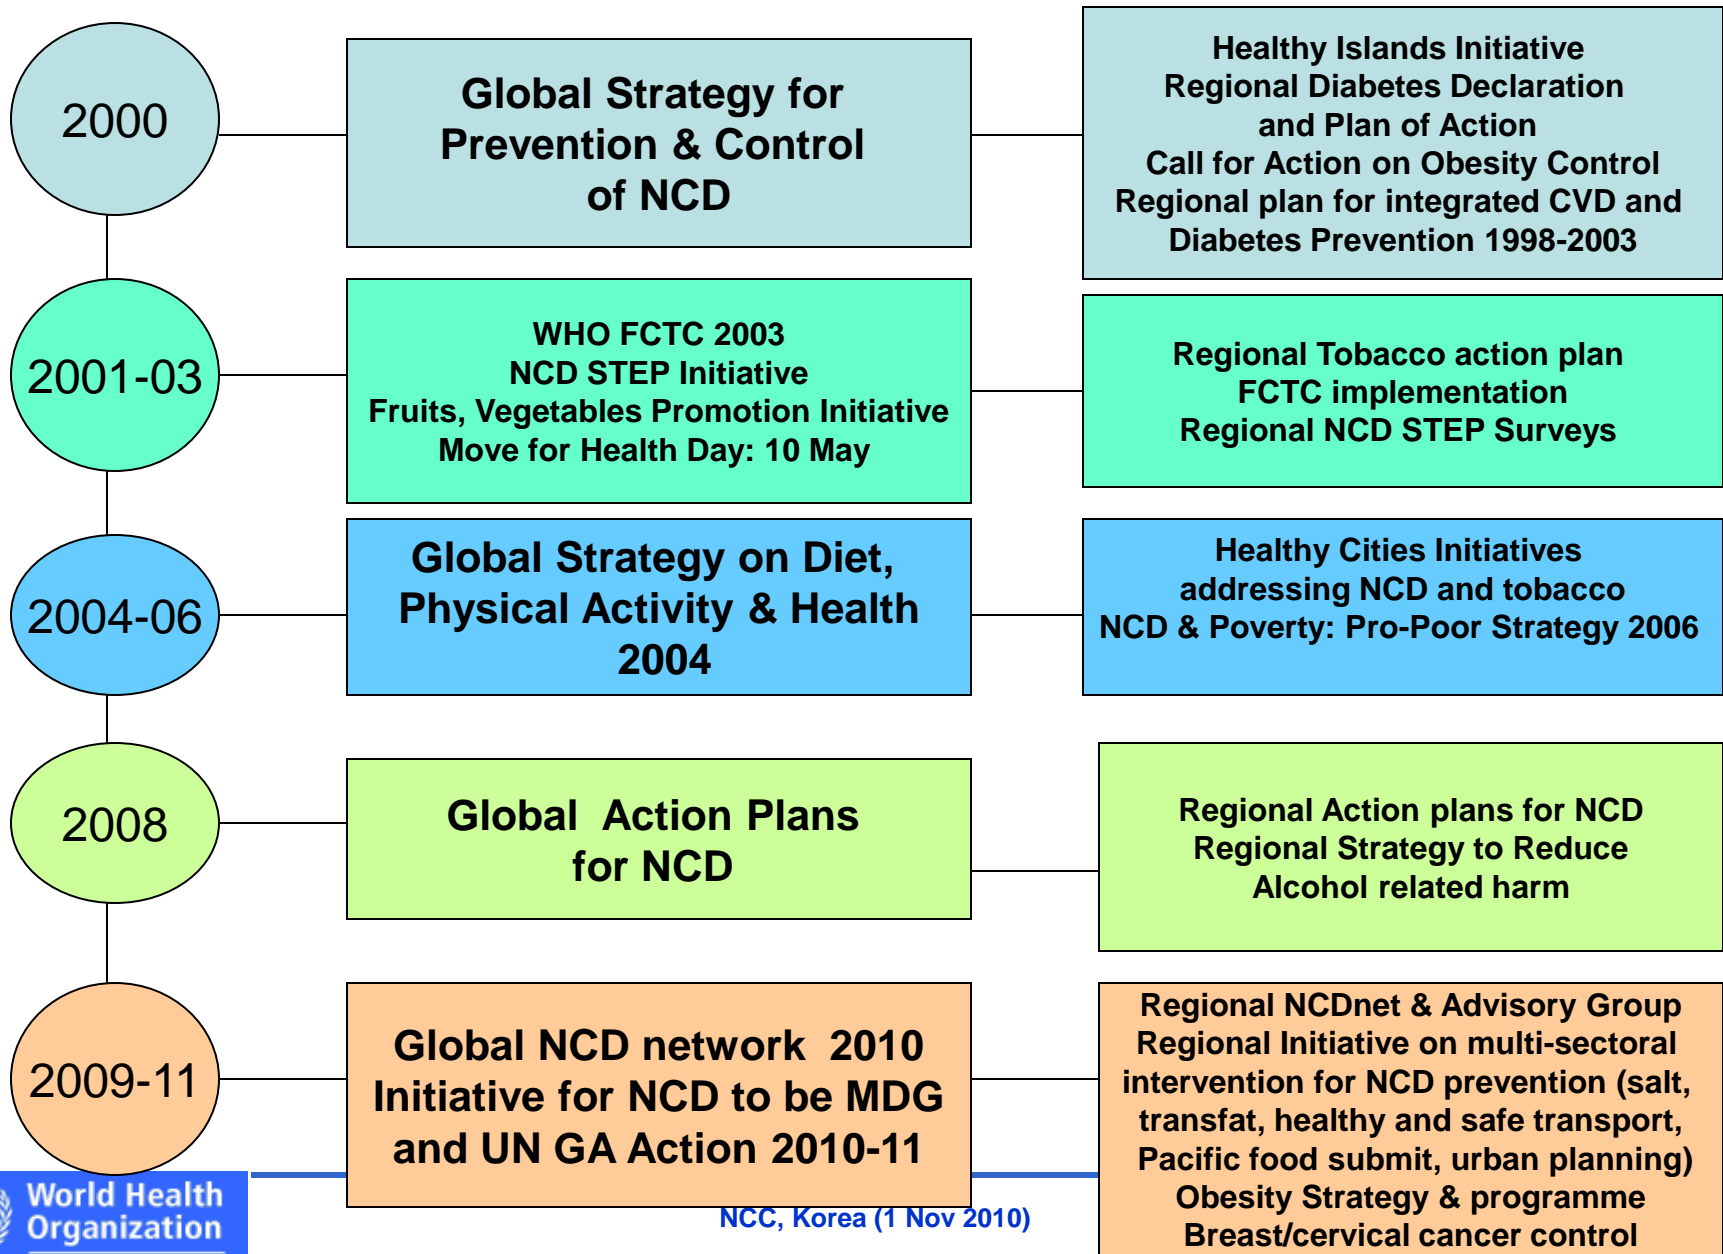 2000
Global Strategy for
Prevention & Control
of NCD
Healthy Islands Initiative
Regional Diabetes Declaration
and Plan of Action
Call for Action on Obesity Control
Regional plan for integrated CVD and
Diabetes Prevention 1998-2003
2001-03
WHO FCTC 2003
NCD STEP Initiative
Fruits, Vegetables Promotion Initiative
Move for Health Day: 10 May
Regional Tobacco action plan
FCTC implementation
Regional NCD STEP Surveys
2004-06
Global Strategy on Diet,
Physical Activity & Health
2004
Healthy Cities Initiatives
addressing NCD and tobacco
NCD & Poverty: Pro-Poor Strategy 2006
2008
Global Action Plans
for NCD
Regional Action plans for NCD
Regional Strategy to Reduce
Alcohol related harm
2009-11
Global NCD network 2010
Initiative for NCD to be MDG
and UN GA Action 2010-11
Regional NCDnet & Advisory Group
Regional Initiative on multi-sectoral
intervention for NCD prevention (salt,
transfat, healthy and safe transport,
Pacific food submit, urban planning)
Obesity Strategy & programme
Breast/cervical cancer control
World Health
Organization
NCC, Korea (1 Nov 2010)